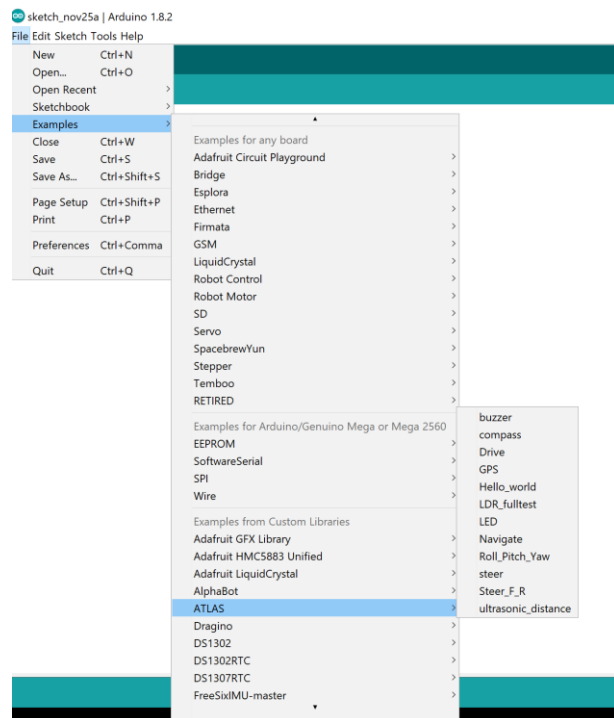 sketch_nov25a | Arduino 1.8.2
File Edit Sketch Tools Help
New Ctrl+N
Open... Ctrl+O
Open Recent
Sketchbook
Examples
Close Ctrl+W
Save Ctrl+S
Save As... Ctrl+Shift+S
Page Setup Ctrl+Shift+P
Print Ctrl+P
Preferences Ctrl+Comma
Quit Ctrl+Q
Examples for any board
Adafruit Circuit Playground
Bridge
Esplora
Ethernet
Firmata
GSM
LiquidCrystal
Robot Control
Robot Motor
SD
Servo
SpacebrewYun
Stepper
Temboo
RETIRED
Examples for Arduino/Genuino Mega or Mega 2560
EEPROM
SoftwareSerial
SPI
Wire
Examples from Custom Libraries
Adafruit GFX Library
Adafruit HMC5883 Unified
Adafruit LiquidCrystal
AlphaBot
ATLAS
Dragino
DS1302
DS1302RTC
DS1307RTC
FreeSixIMU-master
buzzer
compass
Drive
GPS
Hello_world
LDR_fulltest
LED
Navigate
Roll_Pitch_Yaw
steer
Steer_F_R
ultrasonic_distance